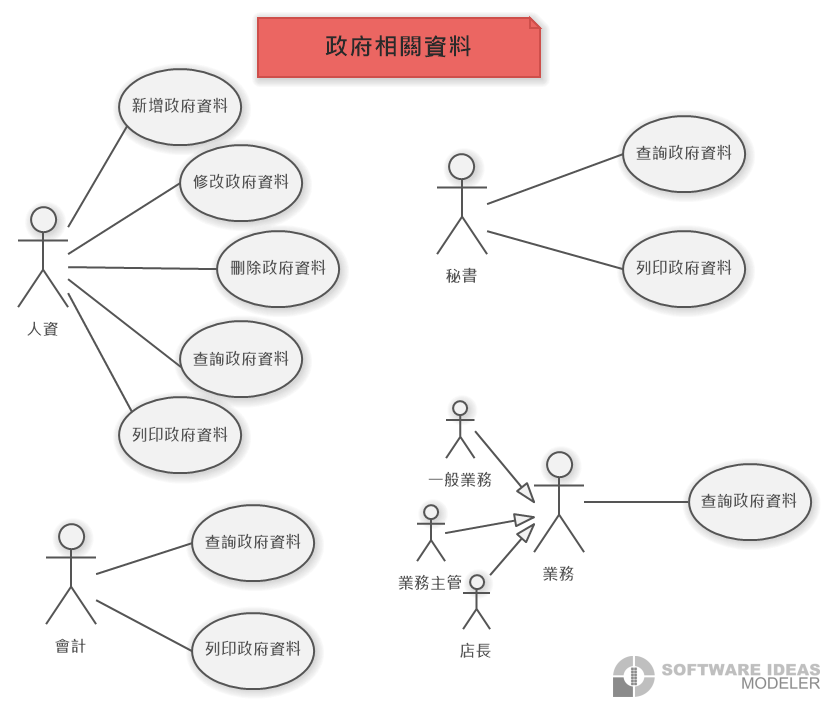 政府相關資料
新增政府資料
修改政府資料
刪除政府資料
查詢政府資料
列印政府資料
人資
查詢政府資料
列印政府資料
秘書
一般業務
業務主管
店長
業務
查詢政府資料
查詢政府資料
列印政府資料
會計
SOFTWARE IDEAS
MODELER